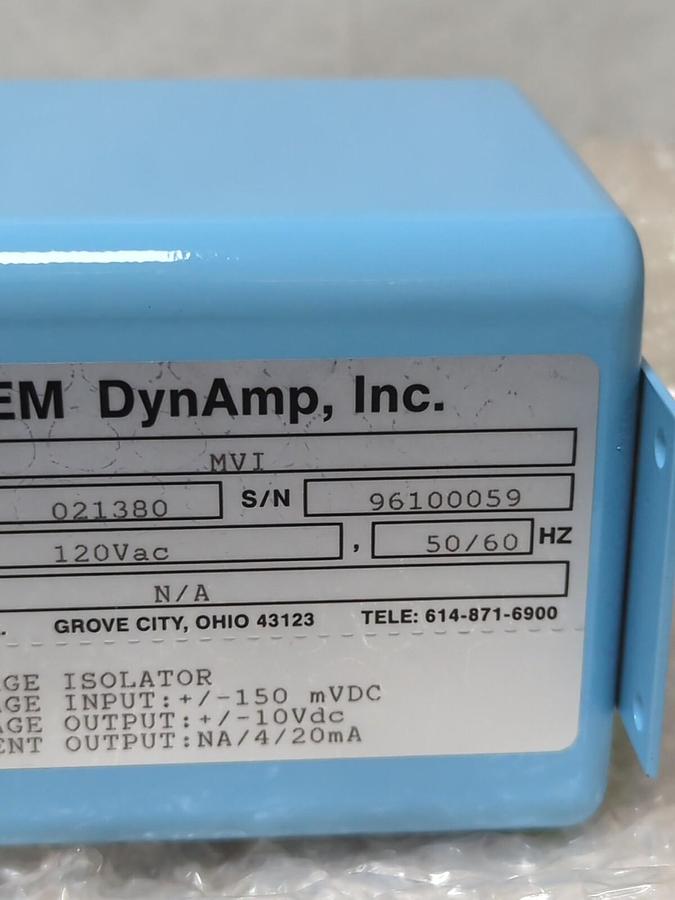 EM DynAmp, Inc.
MVI
021380 S/N 96100059
120Vac , 50/60 HZ
N/A
. GROVE CITY, OHIO 43123 TELE: 614-871-6900
GE ISOLATOR
GE INPUT:+/-150 mVDC
GE OUTPUT:+/-10Vdc
ENT OUTPUT:NA/4/20mA